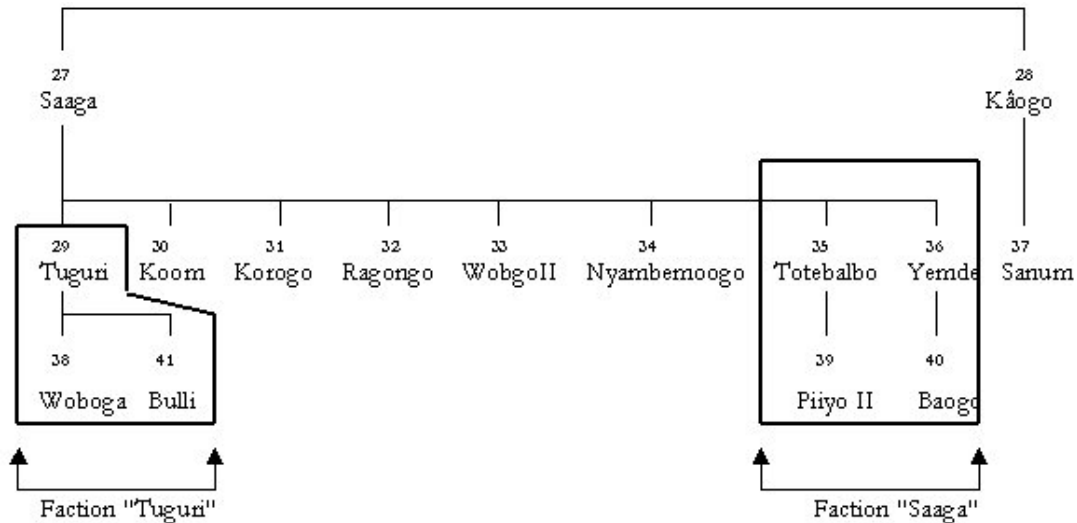 27 28
Saaga Kåogo
29 30 31 32 33 34 35 36 37
Tuguri Koom Korogo Ragongo WobgoII Nyambemoogo Totebalbo Yemde Sanum
38 41 39 40
Woboga Bulli Piiyo II Baogo
Faction "Tuguri" Faction "Saaga"